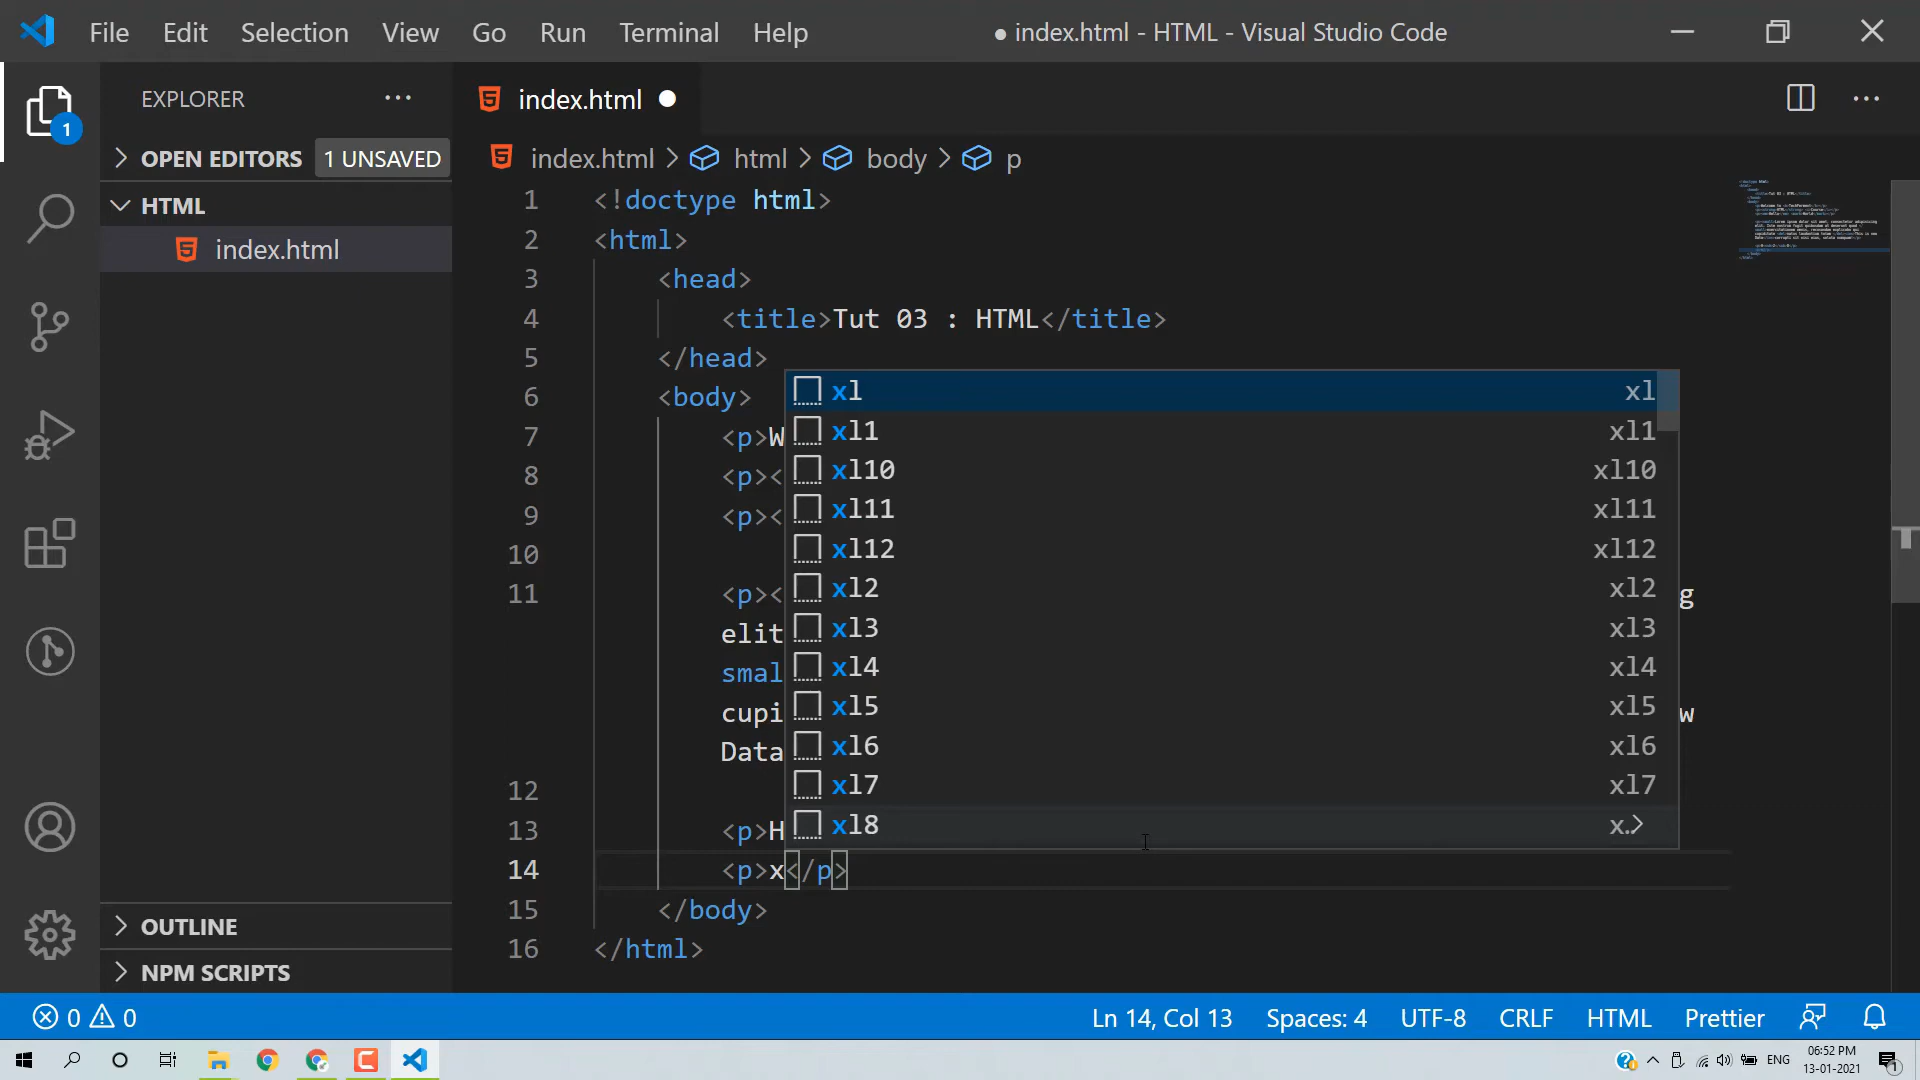 File Edit Selection View Go Run Terminal Help ● index.html - HTML - Visual Studio Code
EXPLORER
OPEN EDITORS 1 UNSAVED
HTML
index.html
OUTLINE
NPM SCRIPTS
1
index.html
index.html > html > body > p
1 <!doctype html>
2 <html>
3 <head>
4 <title>Tut 03 : HTML</title>
5 </head>
6 <body>
7 <p>W
8 <p><
9 <p><
10
11 <p>< g
elit
smal
cupi w
Data
12
13 <p>H
14 <p>x</p>
15 </body>
16 </html>
xl xl
xl1 xl1
xl10 xl10
xl11 xl11
xl12 xl12
xl2 xl2
xl3 xl3
xl4 xl4
xl5 xl5
xl6 xl6
xl7 xl7
xl8 x..>
0 0 Ln 14, Col 13 Spaces: 4 UTF-8 CRLF HTML Prettier
ENG 06:52 PM
13-01-2021
1